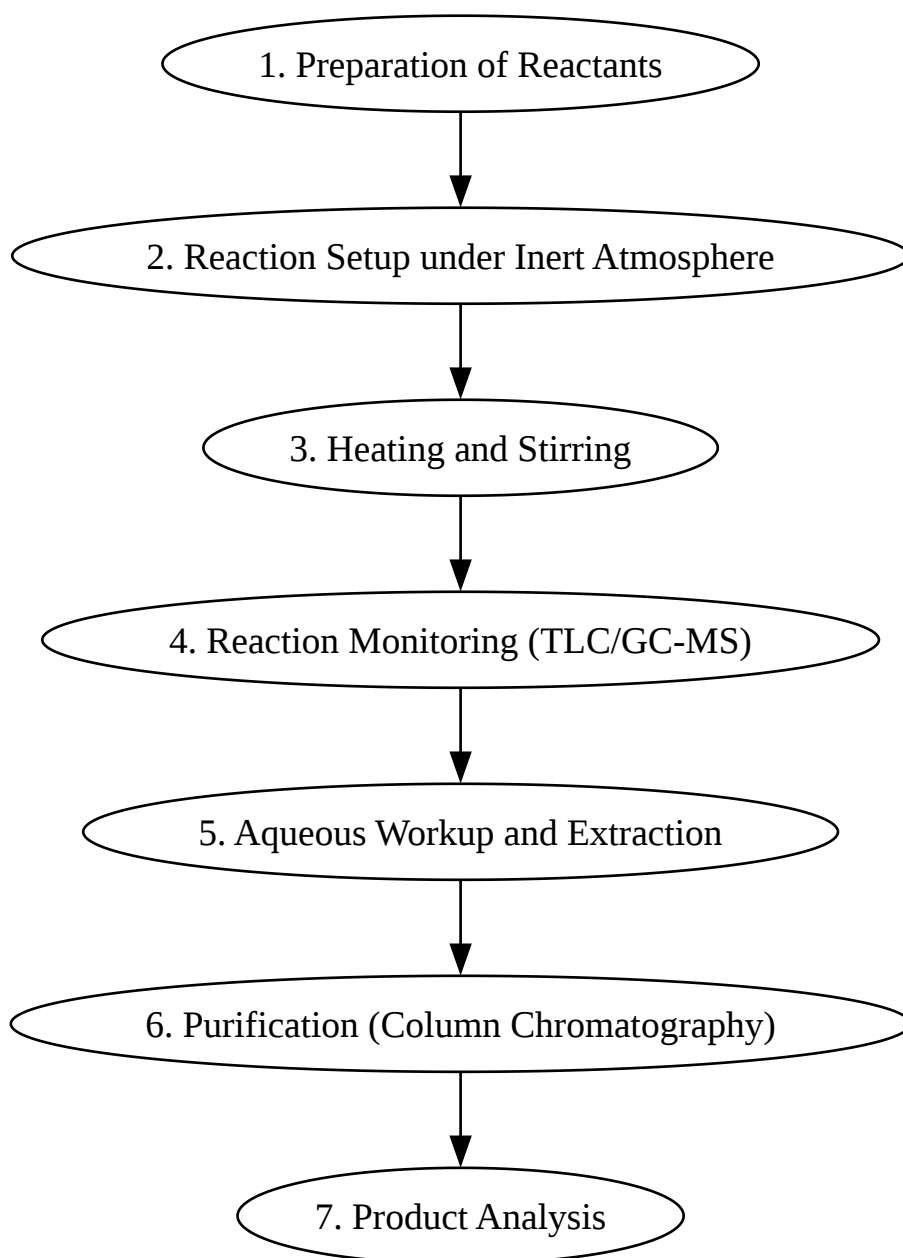 1. Preparation of Reactants
2. Reaction Setup under Inert Atmosphere
3. Heating and Stirring
4. Reaction Monitoring (TLC/GC-MS)
5. Aqueous Workup and Extraction
6. Purification (Column Chromatography)
7. Product Analysis